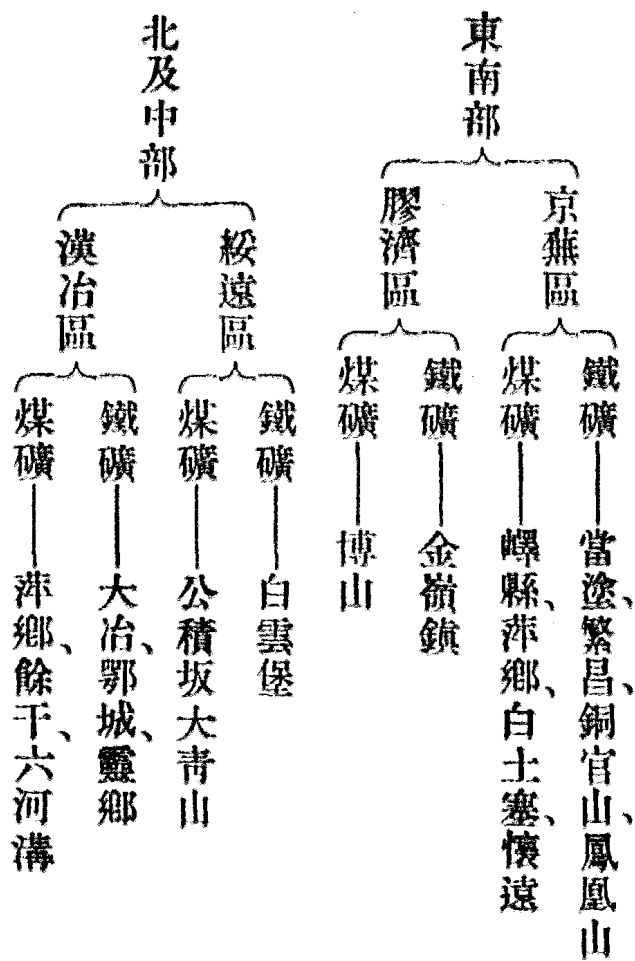 東南部
京蕪區
鐵礦
當塗、繁昌、銅官山、鳳凰山
煤礦
嶧縣、萍鄉、白土塞、懷遠
膠濟區
鐵礦
金嶺鎮
煤礦
博山
北及中部
綏遠區
鐵礦
白雲堡
煤礦
公積坂大青山
漢冶區
鐵礦
大冶、鄂城、靈鄉
煤礦
萍鄉、餘干、六河溝